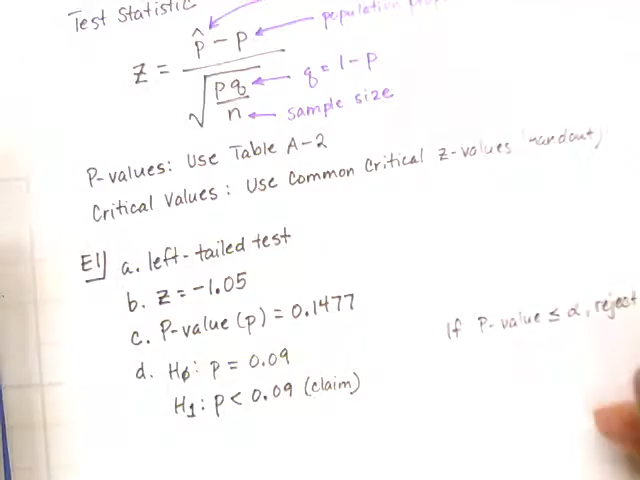 Test Statistic
population
z = p̂ - p / √(pq/n)
q = 1 - p
sample size
P-values: Use Table A-2
Critical Values: Use Common Critical z-values handout)
E1] a. left-tailed test
b. z = -1.05
c. P-value (p) = 0.1477
If P-value ≤ α, reject
d. H0: p = 0.09
H1: p < 0.09 (claim)